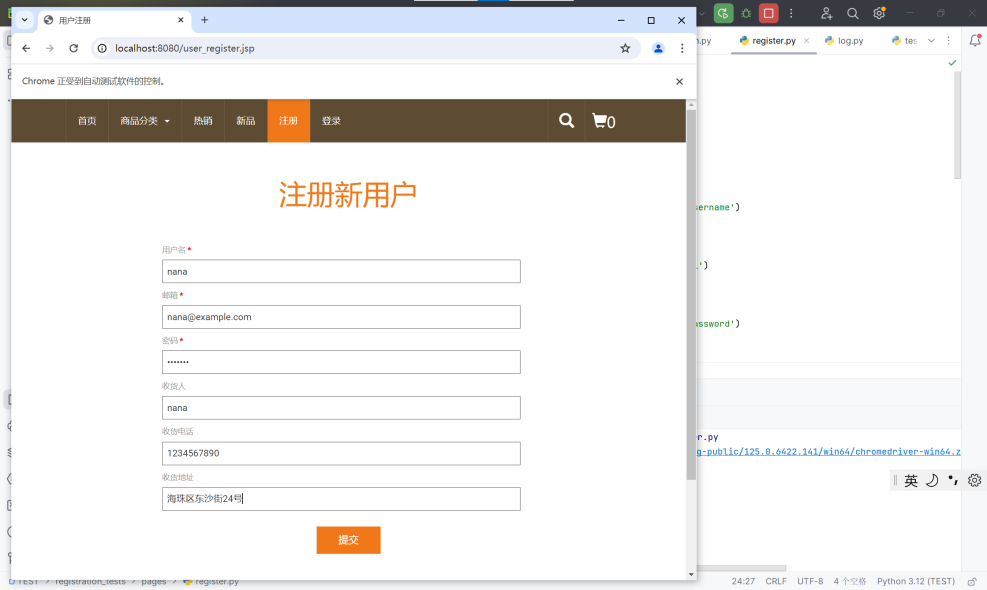 用户注册
localhost:8080/user_register.jsp
Chrome 正受到自动测试软件的控制。
首页 商品分类 热销 新品 注册 登录 0
注册新用户
用户名*
nana
邮箱*
nana@example.com
密码*
•••••••
收货人
nana
收货电话
1234567890
收货地址
海珠区东沙街24号
提交
.py register.py log.py tes
ername')
')
ssword')
r.py
g-public/125.0.6422.141/win64/chromedriver-win64.z
英
TEST registration_tests pages register.py 24:27 CRLF UTF-8 4 个空格 Python 3.12 (TEST)